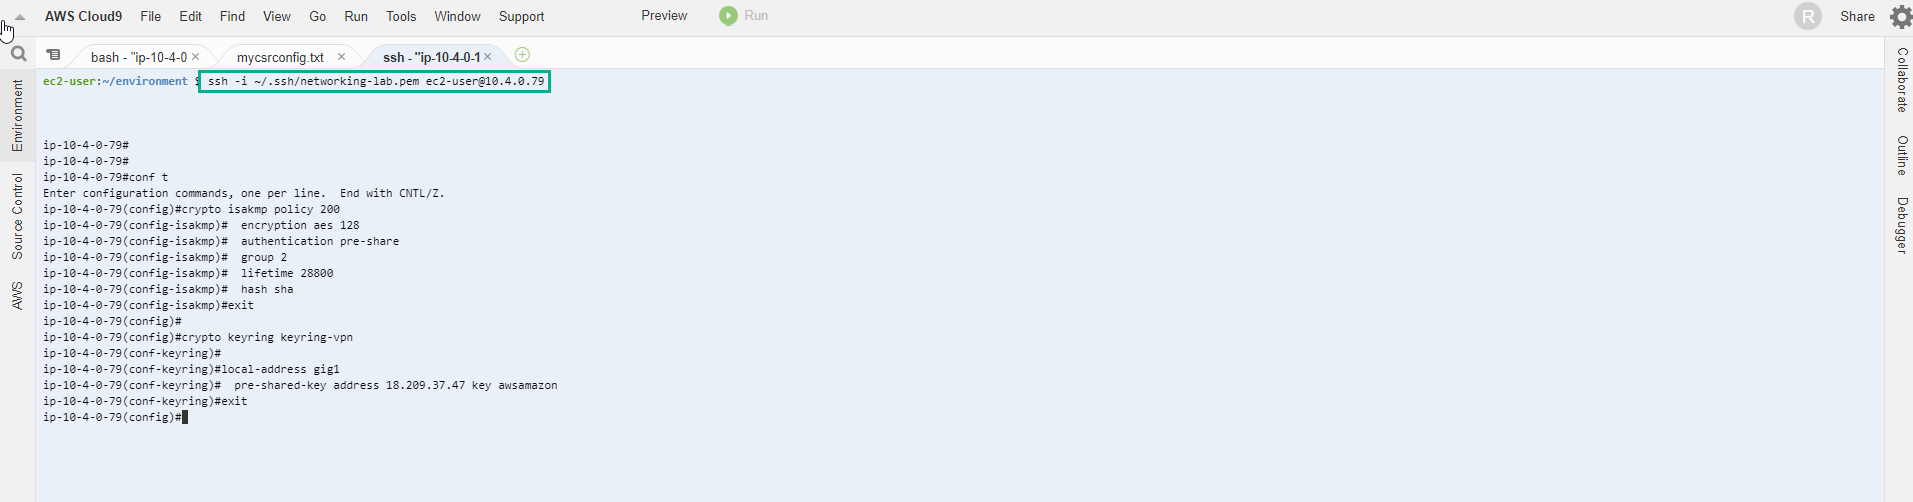 AWS Cloud9 File Edit Find View Go Run Tools Window Support Preview Run R Share
bash - "ip-10-4-0 × mycsrconfig.txt × ssh - "ip-10-4-0-1 ×
Environment
Source Control
AWS
ec2-user:~/environment $ ssh -i ~/.ssh/networking-lab.pem ec2-user@10.4.0.79
ip-10-4-0-79#
ip-10-4-0-79#
ip-10-4-0-79#conf t
Enter configuration commands, one per line.  End with CNTL/Z.
ip-10-4-0-79(config)#crypto isakmp policy 200
ip-10-4-0-79(config-isakmp)#  encryption aes 128
ip-10-4-0-79(config-isakmp)#  authentication pre-share
ip-10-4-0-79(config-isakmp)#  group 2
ip-10-4-0-79(config-isakmp)#  lifetime 28800
ip-10-4-0-79(config-isakmp)#  hash sha
ip-10-4-0-79(config-isakmp)#exit
ip-10-4-0-79(config)#
ip-10-4-0-79(config)#crypto keyring keyring-vpn
ip-10-4-0-79(conf-keyring)#
ip-10-4-0-79(conf-keyring)#local-address gig1
ip-10-4-0-79(conf-keyring)#  pre-shared-key address 18.209.37.47 key awsamazon
ip-10-4-0-79(conf-keyring)#exit
ip-10-4-0-79(config)#
Collaborate
Outline
Debugger